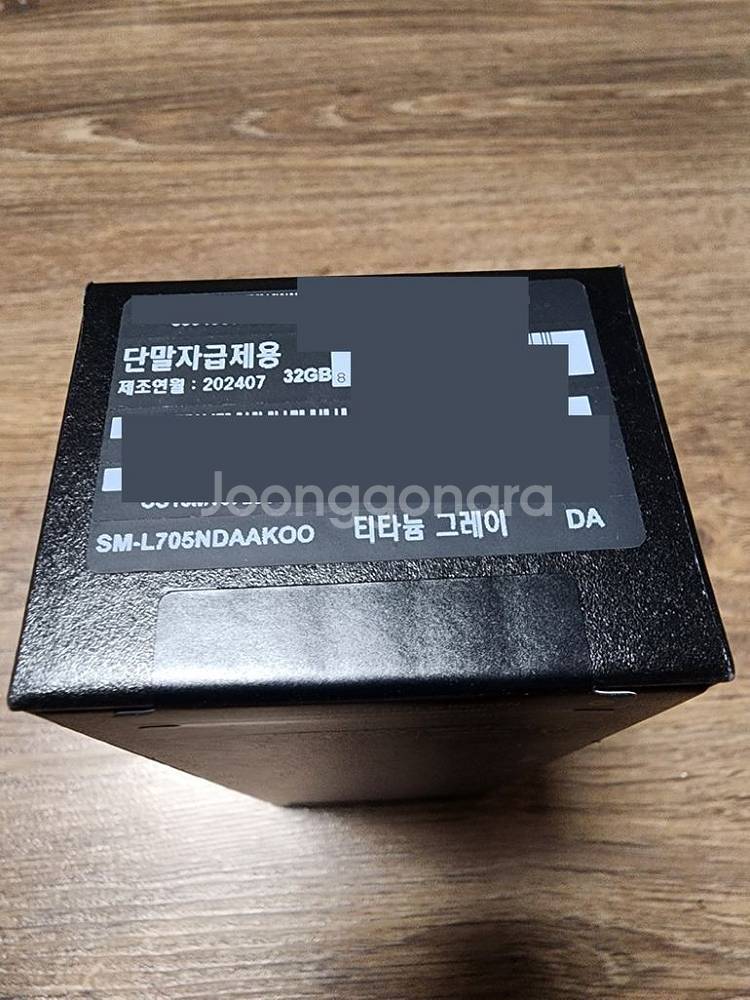 단말자급제용
제조연월 : 202407 32GB 8
Joonggonara
SM-L705NDAAKOO 티타늄 그레이 DA